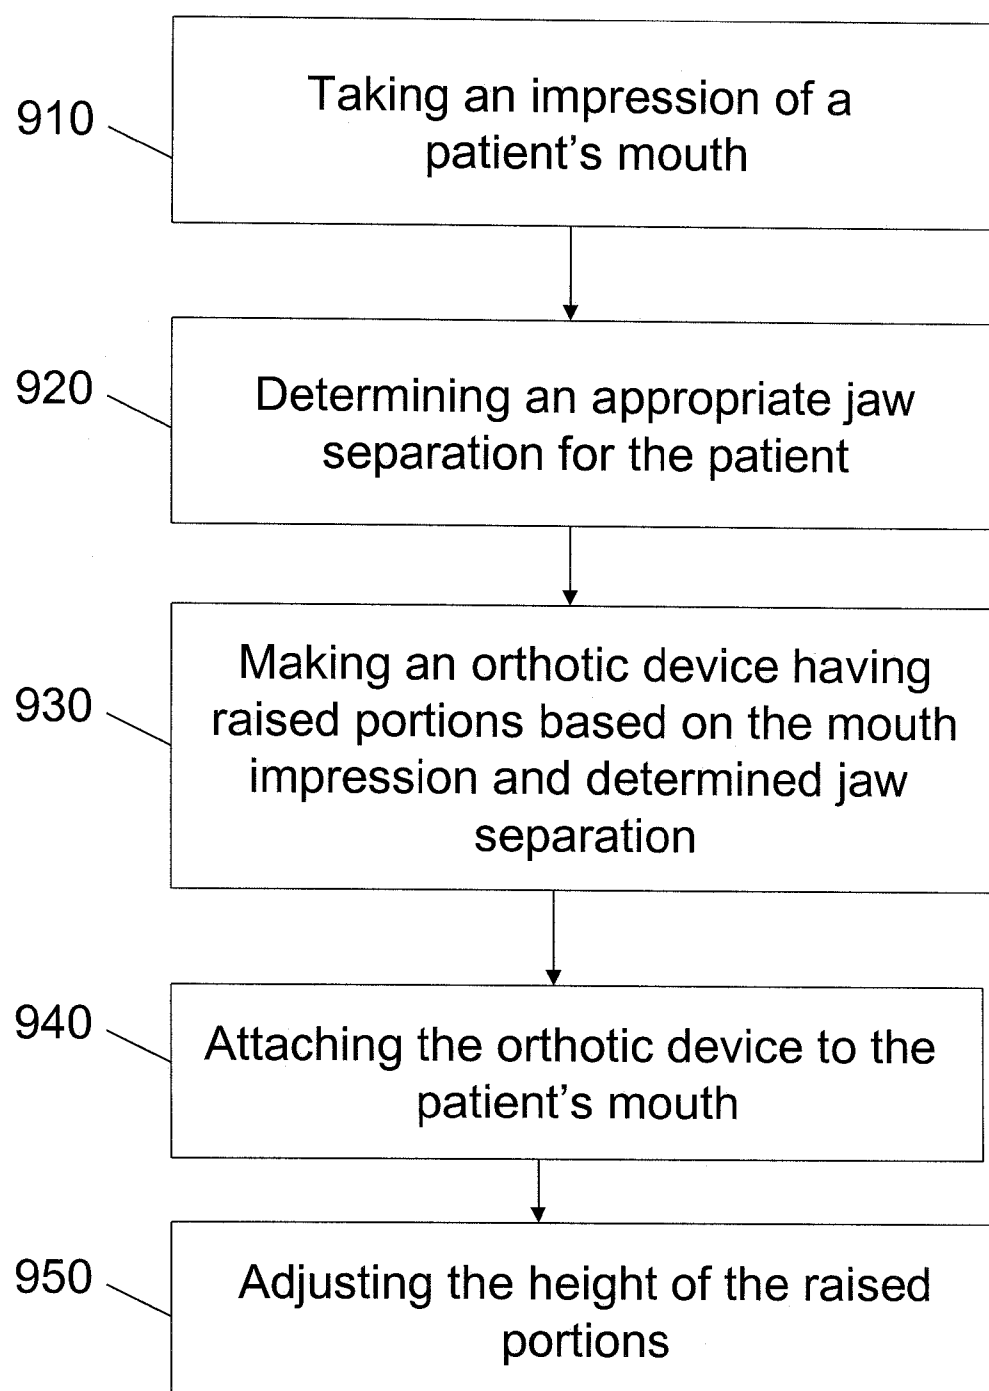 910
Taking an impression of a
patient's mouth
920
Determining an appropriate jaw
separation for the patient
930
Making an orthotic device having
raised portions based on the mouth
impression and determined jaw
separation
940
Attaching the orthotic device to the
patient's mouth
950
Adjusting the height of the raised
portions